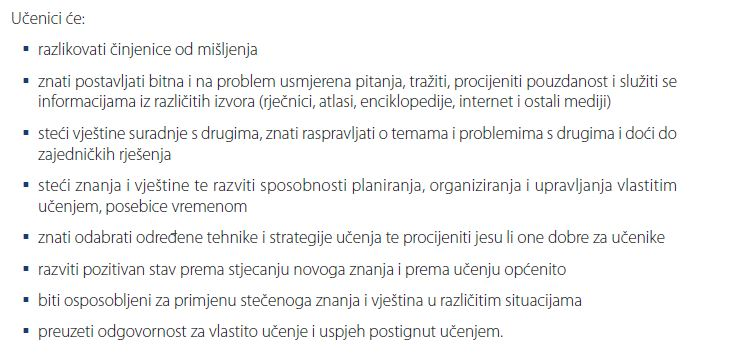 Učenici će:
▪ razlikovati činjenice od mišljenja
▪ znati postavljati bitna i na problem usmjerena pitanja, tražiti, procijeniti pouzdanost i služiti se
informacijama iz različitih izvora (rječnici, atlasi, enciklopedije, internet i ostali mediji)
▪ steći vještine suradnje s drugima, znati raspravljati o temama i problemima s drugima i doći do
zajedničkih rješenja
▪ steći znanja i vještine te razviti sposobnosti planiranja, organiziranja i upravljanja vlastitim
učenjem, posebice vremenom
▪ znati odabrati određene tehnike i strategije učenja te procijeniti jesu li one dobre za učenike
▪ razviti pozitivan stav prema stjecanju novoga znanja i prema učenju općenito
▪ biti osposobljeni za primjenu stečenoga znanja i vještina u različitim situacijama
▪ preuzeti odgovornost za vlastito učenje i uspjeh postignut učenjem.